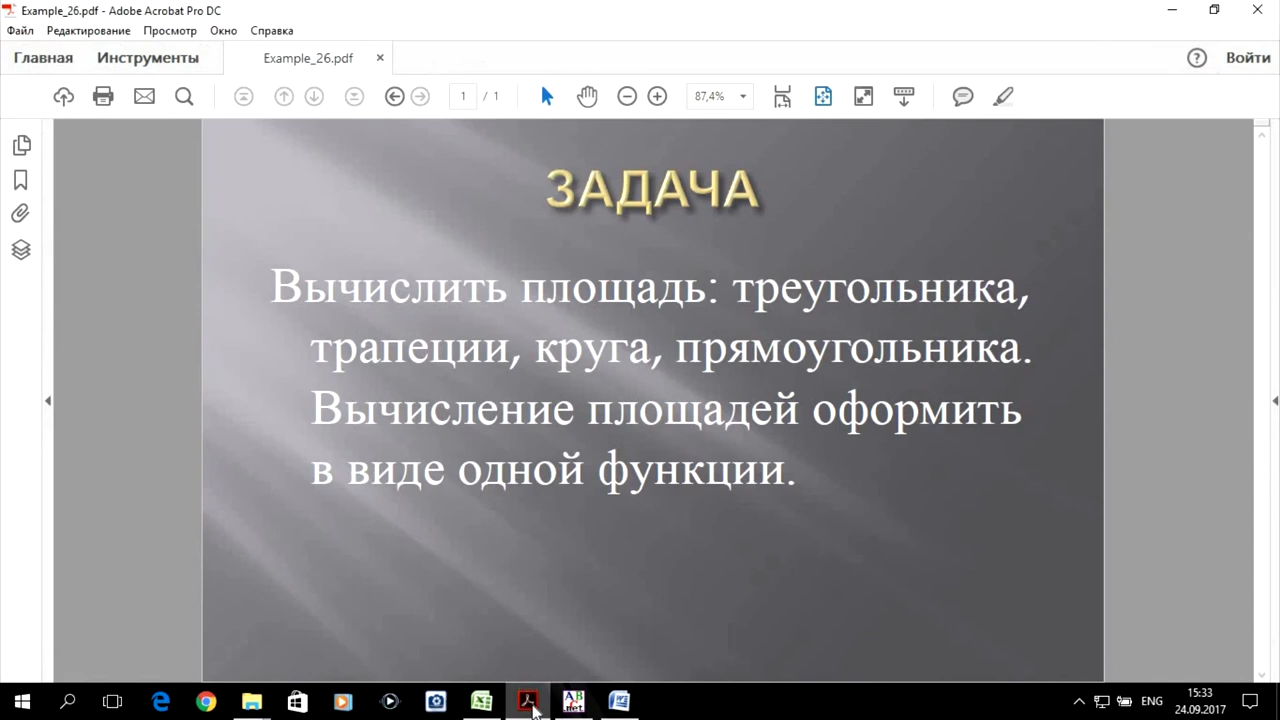 Example_26.pdf - Adobe Acrobat Pro DC
Файл Редактирование Просмотр Окно Справка
Главная Инструменты Example_26.pdf × ? Войти
1 / 1 87,4%
ЗАДАЧА
Вычислить площадь: треугольника,
трапеции, круга, прямоугольника.
Вычисление площадей оформить
в виде одной функции.
ENG 15:33
24.09.2017